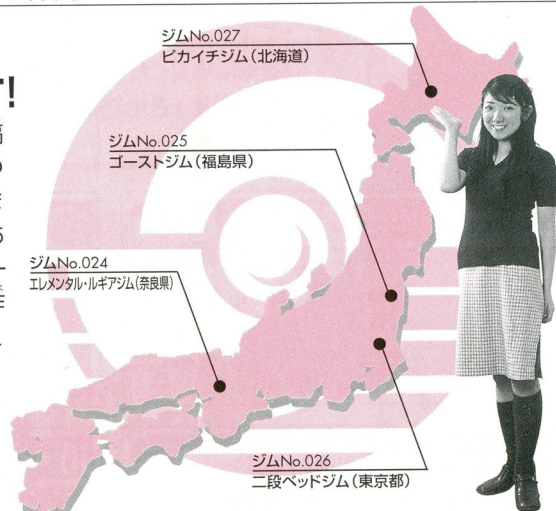 !
ジムNo.027
ピカイチジム(北海道)
ジムNo.025
ゴーストジム(福島県)
ジムNo.024
エレメンタル・ルギアジム(奈良県)
ジムNo.026
二段ベッドジム(東京都)